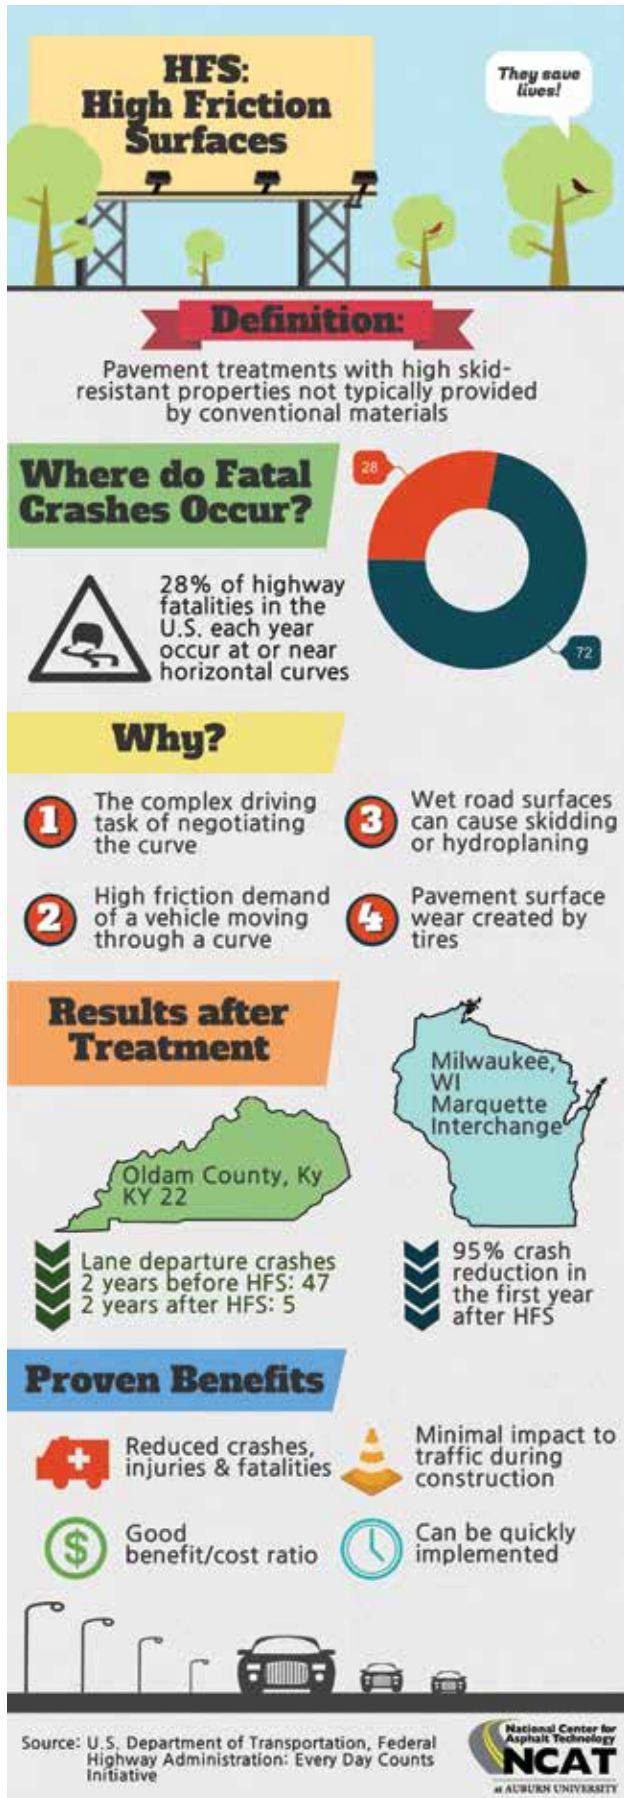 HFS:
High Friction
Surfaces
They save
lives!
Definition:
Pavement treatments with high skid-
resistant properties not typically provided
by conventional materials
Where do Fatal
Crashes Occur?
28
72
28% of highway
fatalities in the
U.S. each year
occur at or near
horizontal curves
Why?
1
The complex driving
task of negotiating
the curve
2
High friction demand
of a vehicle moving
through a curve
3
Wet road surfaces
can cause skidding
or hydroplaning
4
Pavement surface
wear created by
tires
Results after
Treatment
Oldam County, Ky
KY 22
Lane departure crashes
2 years before HFS: 47
2 years after HFS: 5
Milwaukee,
WI
Marquette
Interchange
95% crash
reduction in
the first year
after HFS
Proven Benefits
Reduced crashes,
injuries & fatalities
Minimal impact to
traffic during
construction
$
Good
benefit/cost ratio
Can be quickly
implemented
Source: U.S. Department of Transportation, Federal
Highway Administration: Every Day Counts
Initiative
National Center for
Asphalt Technology
NCAT
at AUBURN UNIVERSITY